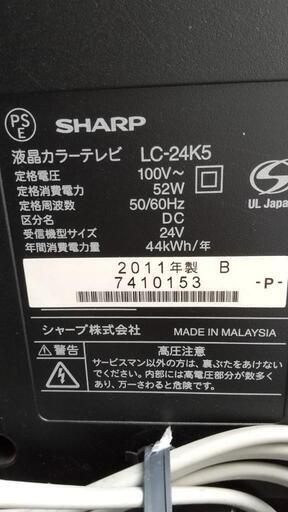 PS
E
SHARP
液晶カラーテレビ LC-24K5
定格電圧 100V~
定格消費電力 52W
定格周波数 50/60Hz
区分名 DC
受信機型サイズ 24V
年間消費電力量 44kWh/年
S
UL Japa
2011年製 B
7410153 -P-
シャープ株式会社 MADE IN MALAYSIA
⚠警告 高圧注意
サービスマン以外の方は、裏ぶたをあけない
でください。内部には高電圧部分が数多く
あり、万一さわると危険です。